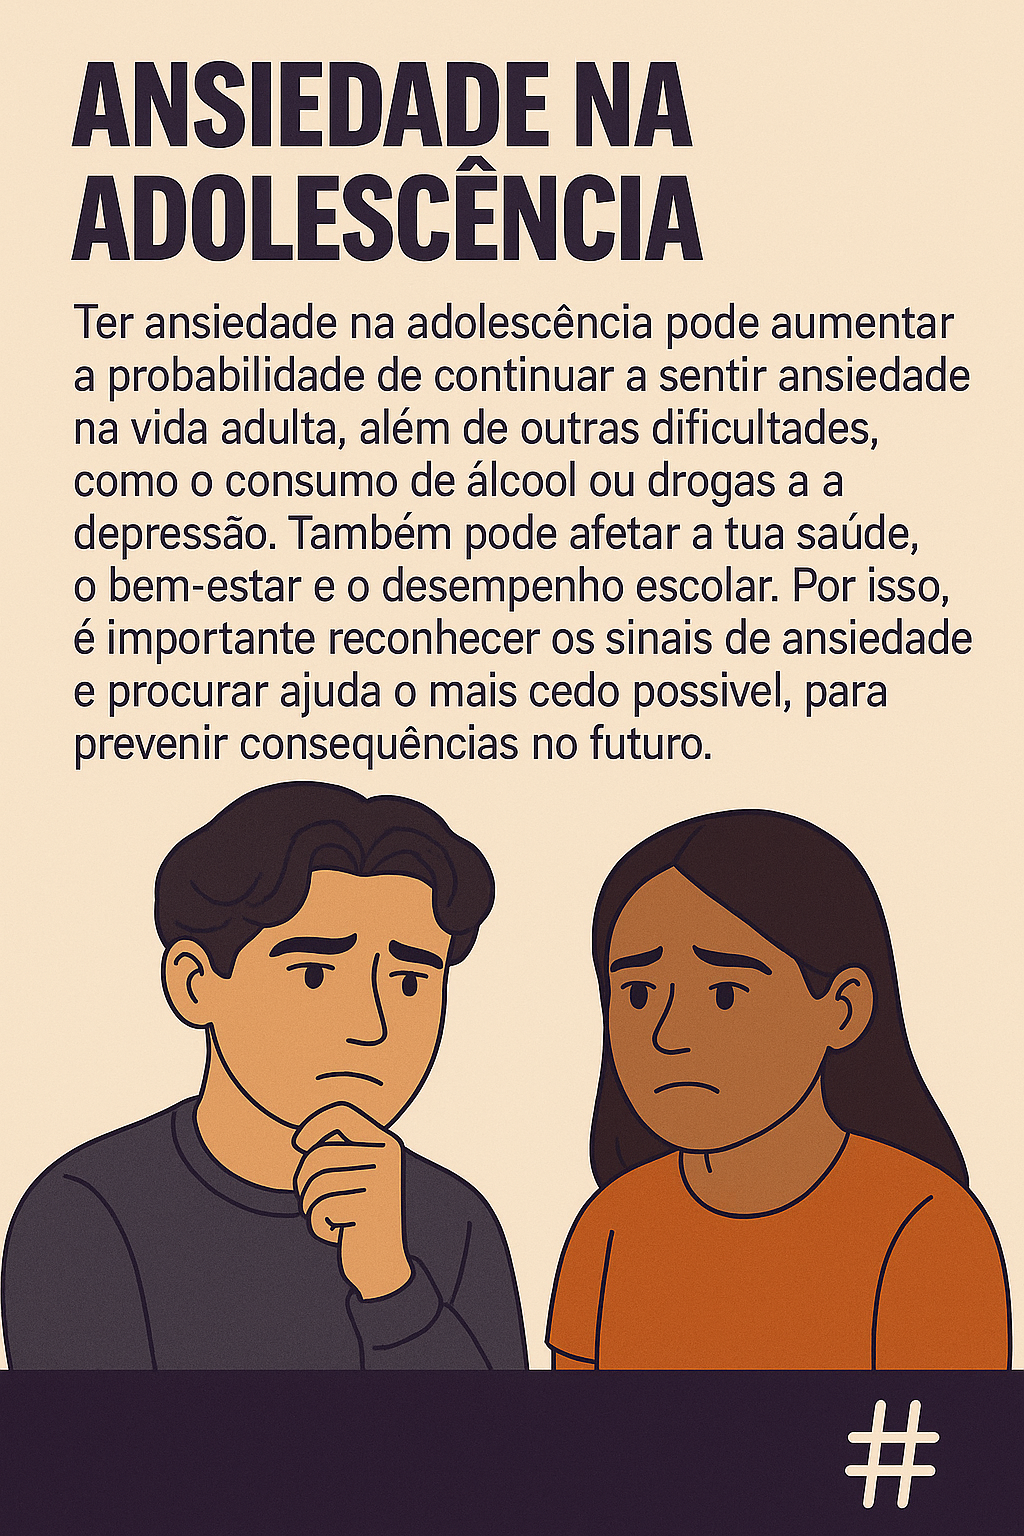 ANSIEDADE NA
ADOLESCÊNCIA
Ter ansiedade na adolescência pode aumentar
a probabilidade de continuar a sentir ansiedade
na vida adulta, além de outras dificultades,
como o consumo de álcool ou drogas a a
depressão. Também pode afetar a tua saúde,
o bem-estar e o desempenho escolar. Por isso,
é importante reconhecer os sinais de ansiedade
e procurar ajuda o mais cedo possivel, para
prevenir consequências no futuro.
#